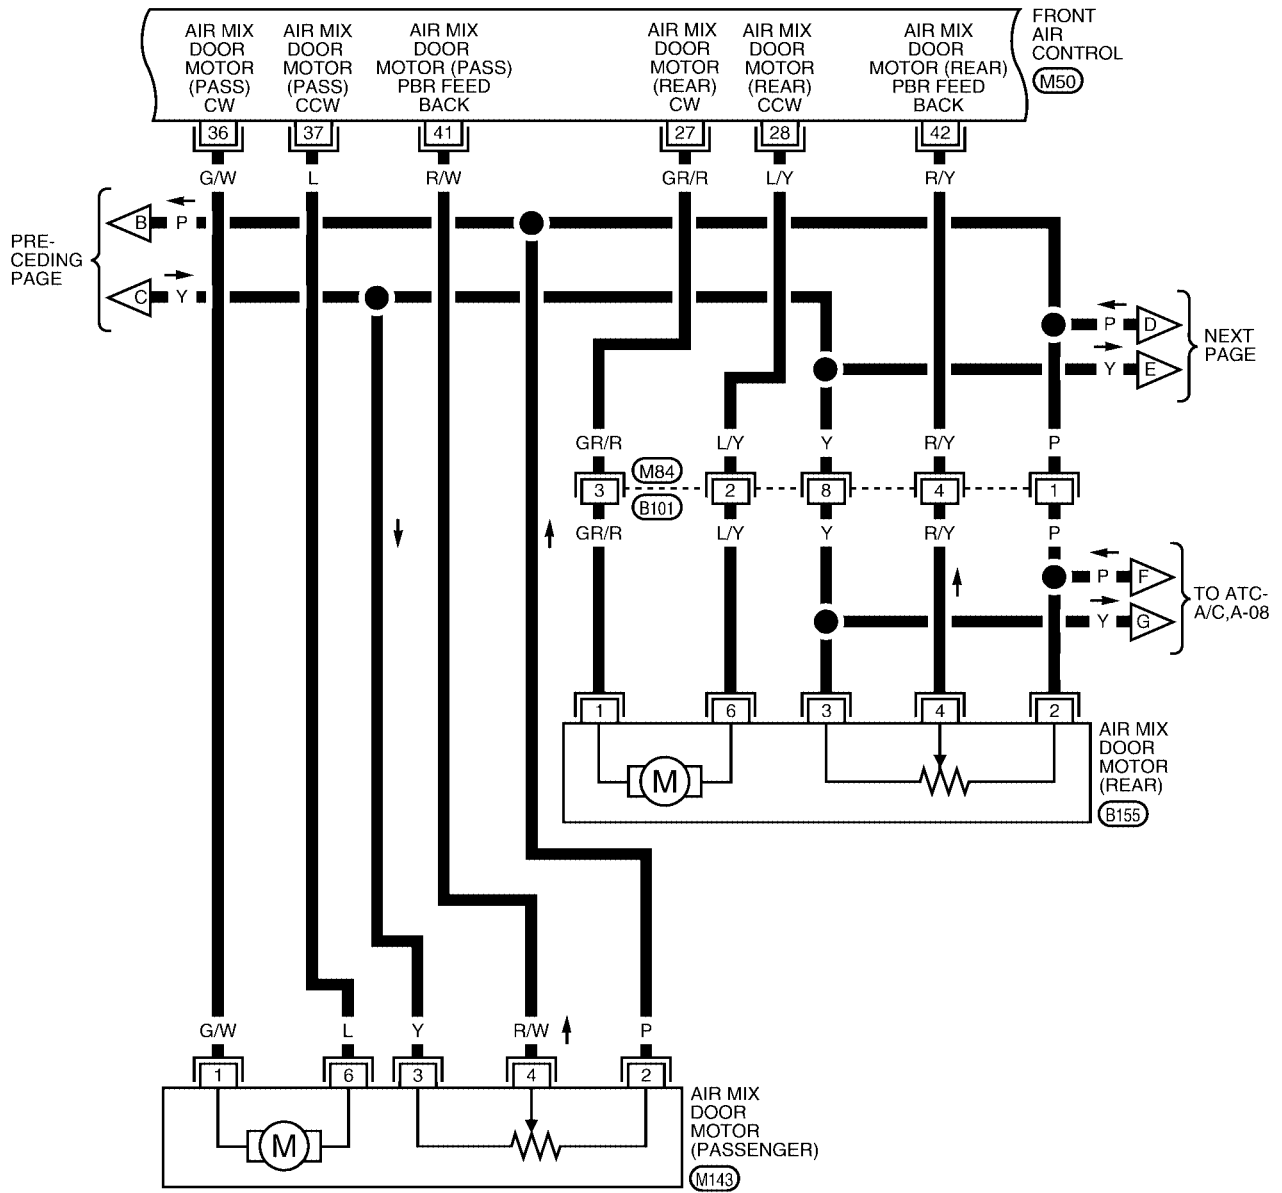 AIR MIX
DOOR
MOTOR
(PASS)
CW
AIR MIX
DOOR
MOTOR
(PASS)
CCW
AIR MIX
DOOR
MOTOR (PASS)
PBR FEED
BACK
AIR MIX
DOOR
MOTOR
(REAR)
CW
AIR MIX
DOOR
MOTOR
(REAR)
CCW
AIR MIX
DOOR
MOTOR (REAR)
PBR FEED
BACK
FRONT
AIR
CONTROL
M50
36 37 41 27 28 42
G/W L R/W GR/R L/Y R/Y
PRE-
CEDING
PAGE
B P
C Y
P D
Y E
NEXT
PAGE
GR/R L/Y Y R/Y P
M84
3 2 8 4 1
B101
GR/R L/Y Y R/Y P
P F
Y G
TO ATC-
A/C,A-08
1 6 3 4 2
M
AIR MIX
DOOR
MOTOR
(REAR)
B155
G/W L Y R/W P
1 6 3 4 2
M
AIR MIX
DOOR
MOTOR
(PASSENGER)
M143